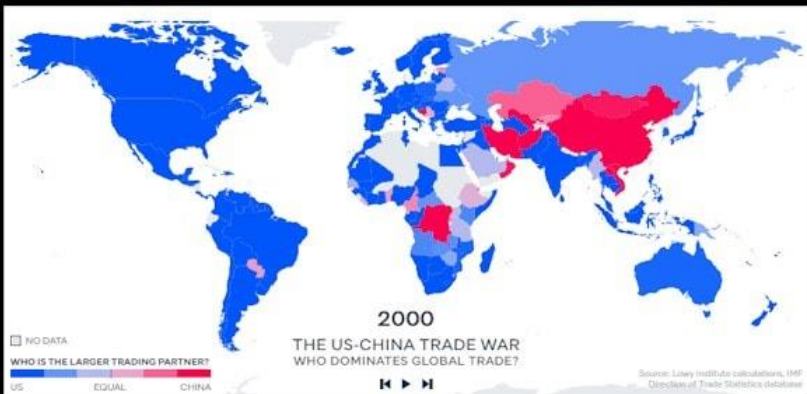 2000
THE US-CHINA TRADE WAR
WHO DOMINATES GLOBAL TRADE?
NO DATA
WHO IS THE LARGER TRADING PARTNER?
US EQUAL CHINA
Source: Lowy Institute calculations, IMF
Direction of Trade Statistics database